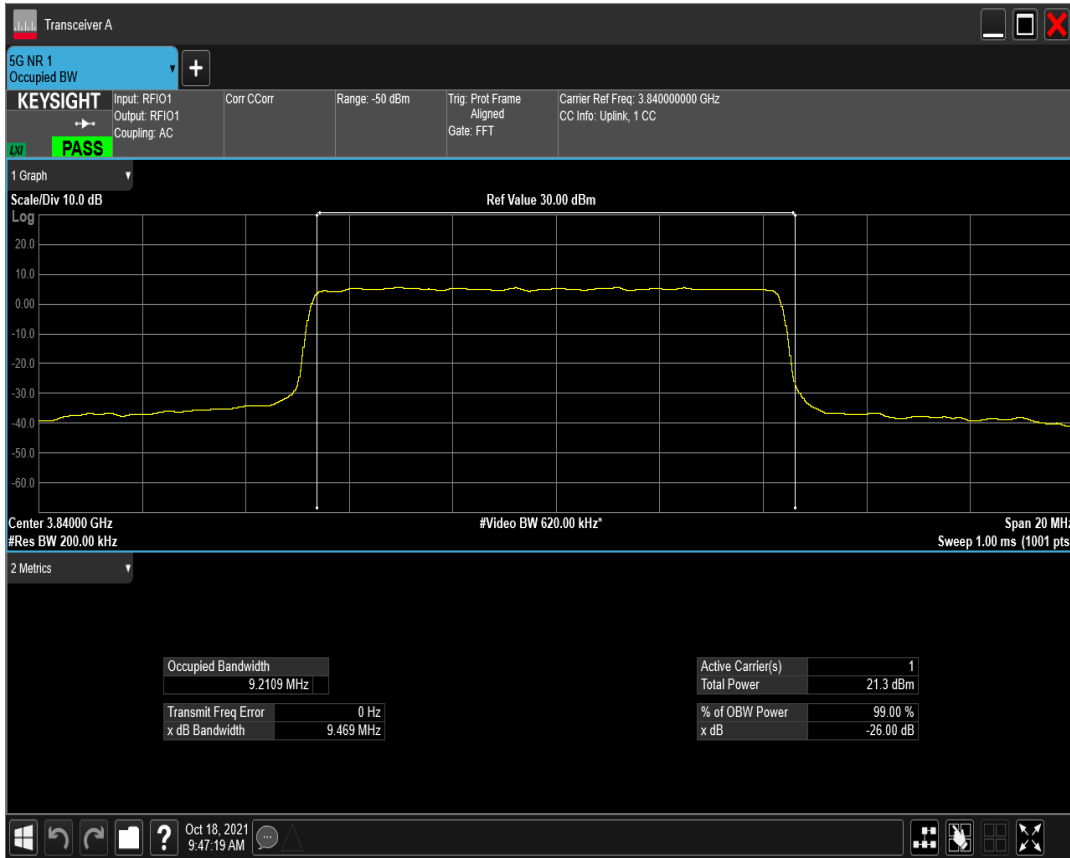 Transceiver A
5G NR 1
Occupied BW
KEYSIGHT
LXI
PASS
Input: RFIO1
Output: RFIO1
Coupling: AC
Corr CCorr
Range: -50 dBm
Trig: Prot Frame
Aligned
Gate: FFT
Carrier Ref Freq: 3.840000000 GHz
CC Info: Uplink, 1 CC
1 Graph
Scale/Div 10.0 dB
Ref Value 30.00 dBm
Log
20.0
10.0
0.00
-10.0
-20.0
-30.0
-40.0
-50.0
-60.0
Center 3.84000 GHz
#Video BW 620.00 kHz*
Span 20 MHz
#Res BW 200.00 kHz
Sweep 1.00 ms (1001 pts
2 Metrics
Occupied Bandwidth
9.2109 MHz
Transmit Freq Error 0 Hz
x dB Bandwidth 9.469 MHz
Active Carrier(s) 1
Total Power 21.3 dBm
% of OBW Power 99.00 %
x dB -26.00 dB
?
Oct 18, 2021
9:47:19 AM